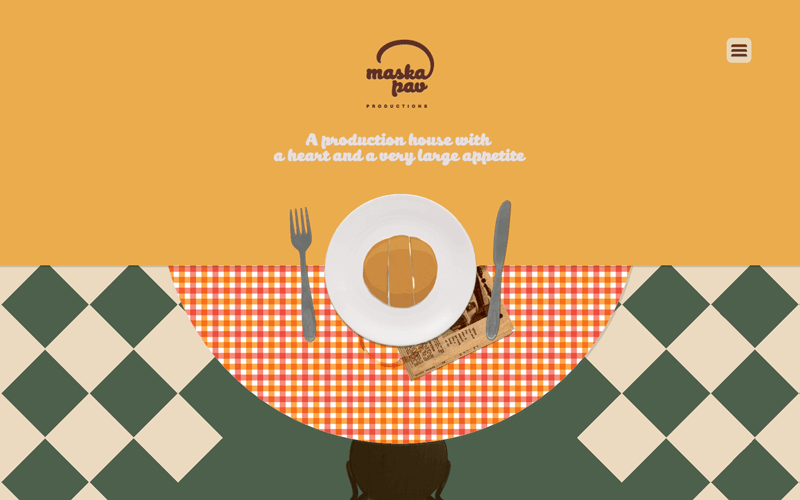 maska
pav
PRODUCTIONS
A production house with
a heart and a very large appetite